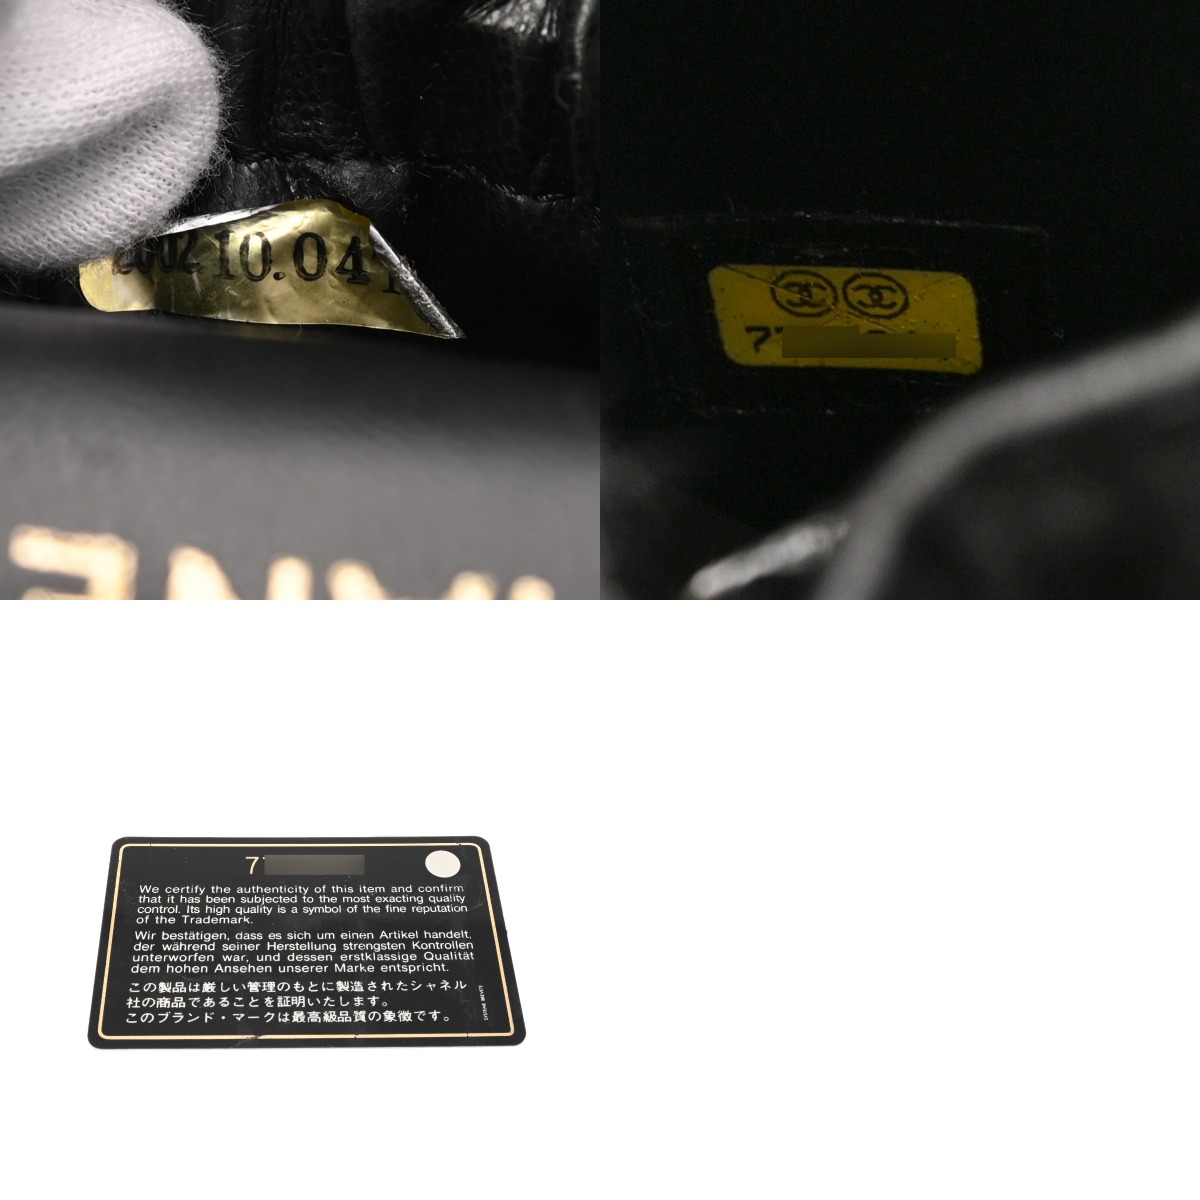 2002 10.04
77
7
We certify the authenticity of this item and confirm
that it has been subjected to the most exacting quality
control. Its high quality is a symbol of the fine reputation
of the Trademark.
Wir bestätigen, dass es sich um einen Artikel handelt,
der während seiner Herstellung strengsten Kontrollen
unterworfen war, und dessen erstklassige Qualität
dem hohen Ansehen unserer Marke entspricht.
この製品は厳しい管理のもとに製造されたシャネル
社の商品であることを証明いたします。
このブランド・マークは最高級品質の象徴です。
SYSTEME BREVETE